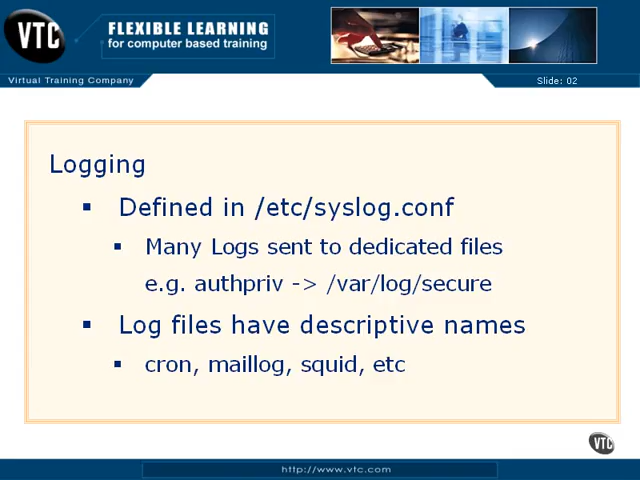 VTC
FLEXIBLE LEARNING
for computer based training
Virtual Training Company
Slide: 02
Logging
▪ Defined in /etc/syslog.conf
▪ Many Logs sent to dedicated files
e.g. authpriv -> /var/log/secure
▪ Log files have descriptive names
▪ cron, maillog, squid, etc
VTC
http://www.vtc.com